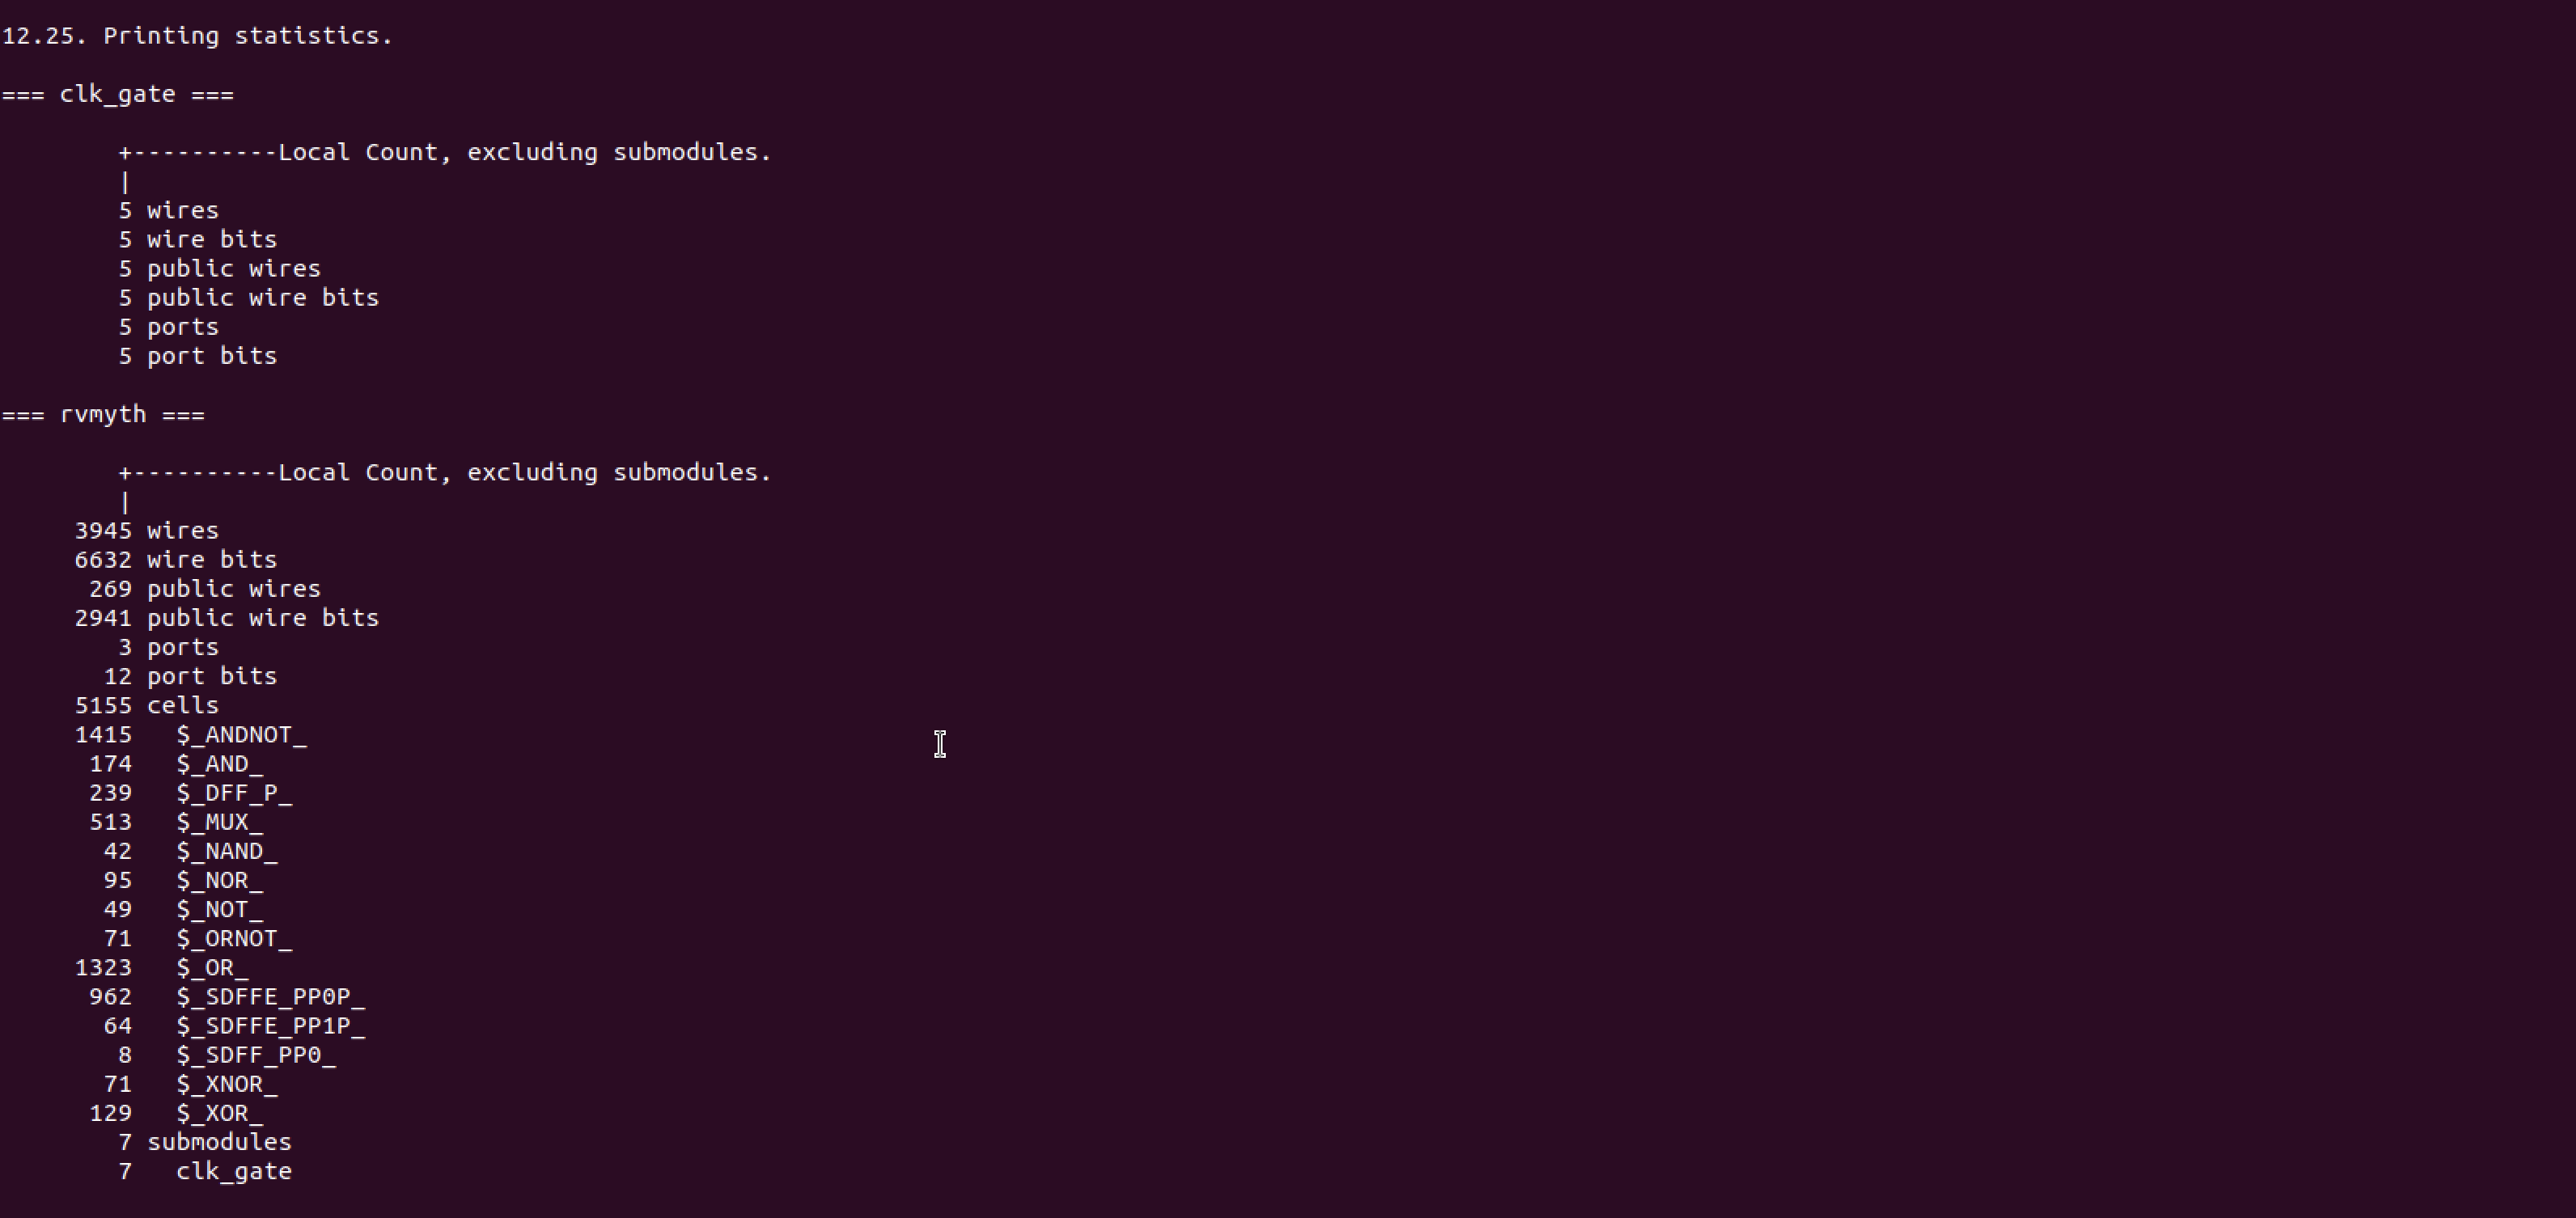 12.25. Printing statistics.

=== clk_gate ===

        +----------Local Count, excluding submodules.
        |
        5 wires
        5 wire bits
        5 public wires
        5 public wire bits
        5 ports
        5 port bits

=== rvmyth ===

        +----------Local Count, excluding submodules.
        |
     3945 wires
     6632 wire bits
      269 public wires
     2941 public wire bits
        3 ports
       12 port bits
     5155 cells
     1415   $_ANDNOT_
      174   $_AND_
      239   $_DFF_P_
      513   $_MUX_
       42   $_NAND_
       95   $_NOR_
       49   $_NOT_
       71   $_ORNOT_
     1323   $_OR_
      962   $_SDFFE_PP0P_
       64   $_SDFFE_PP1P_
        8   $_SDFF_PP0_
       71   $_XNOR_
      129   $_XOR_
        7 submodules
        7   clk_gate